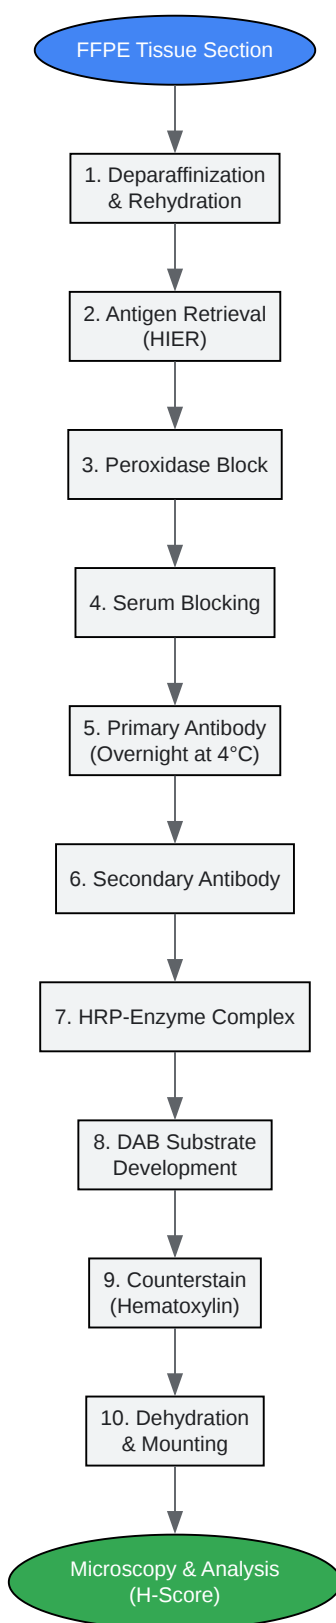 FFPE Tissue Section
1. Deparaffinization
& Rehydration
2. Antigen Retrieval
(HIER)
3. Peroxidase Block
4. Serum Blocking
5. Primary Antibody
(Overnight at 4°C)
6. Secondary Antibody
7. HRP-Enzyme Complex
8. DAB Substrate
Development
9. Counterstain
(Hematoxylin)
10. Dehydration
& Mounting
Microscopy & Analysis
(H-Score)